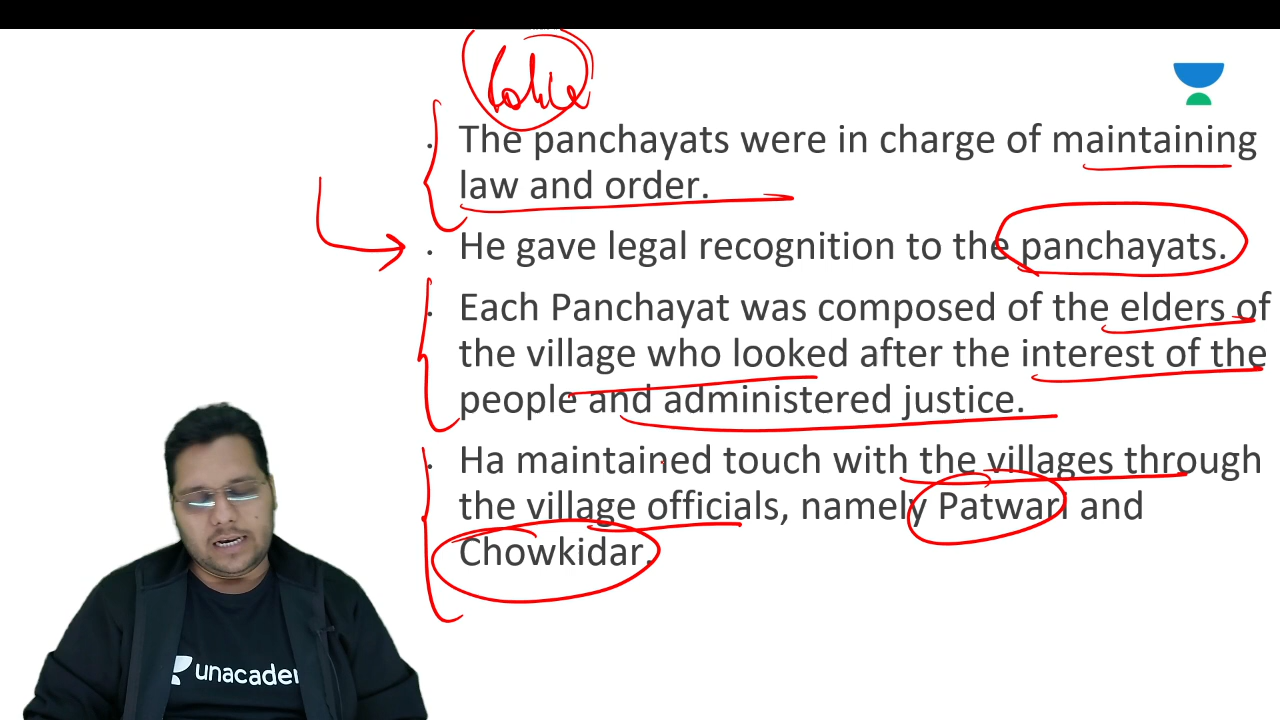 The panchayats were in charge of maintaining
law and order.
He gave legal recognition to the panchayats.
Each Panchayat was composed of the elders of
the village who looked after the interest of the
people and administered justice.
Ha maintained touch with the villages through
the village officials, namely Patwari and
Chowkidar.
unacadem